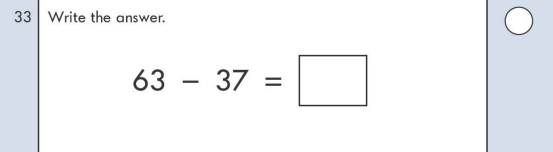 33 Write the answer.
63 − 37 =